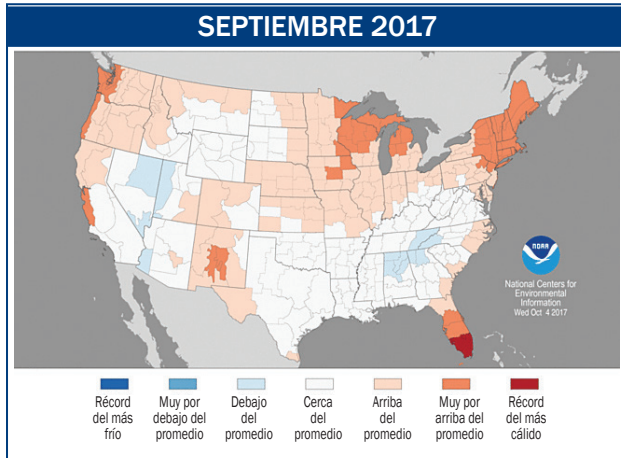 SEPTIEMBRE 2017
NOAA
National Centers for
Environmental
Information
Wed Oct 4 2017
Récord
del más
frío
Muy por
debajo del
promedio
Debajo
del
promedio
Cerca
del
promedio
Arriba
del
promedio
Muy por
arriba del
promedio
Récord
del más
cálido